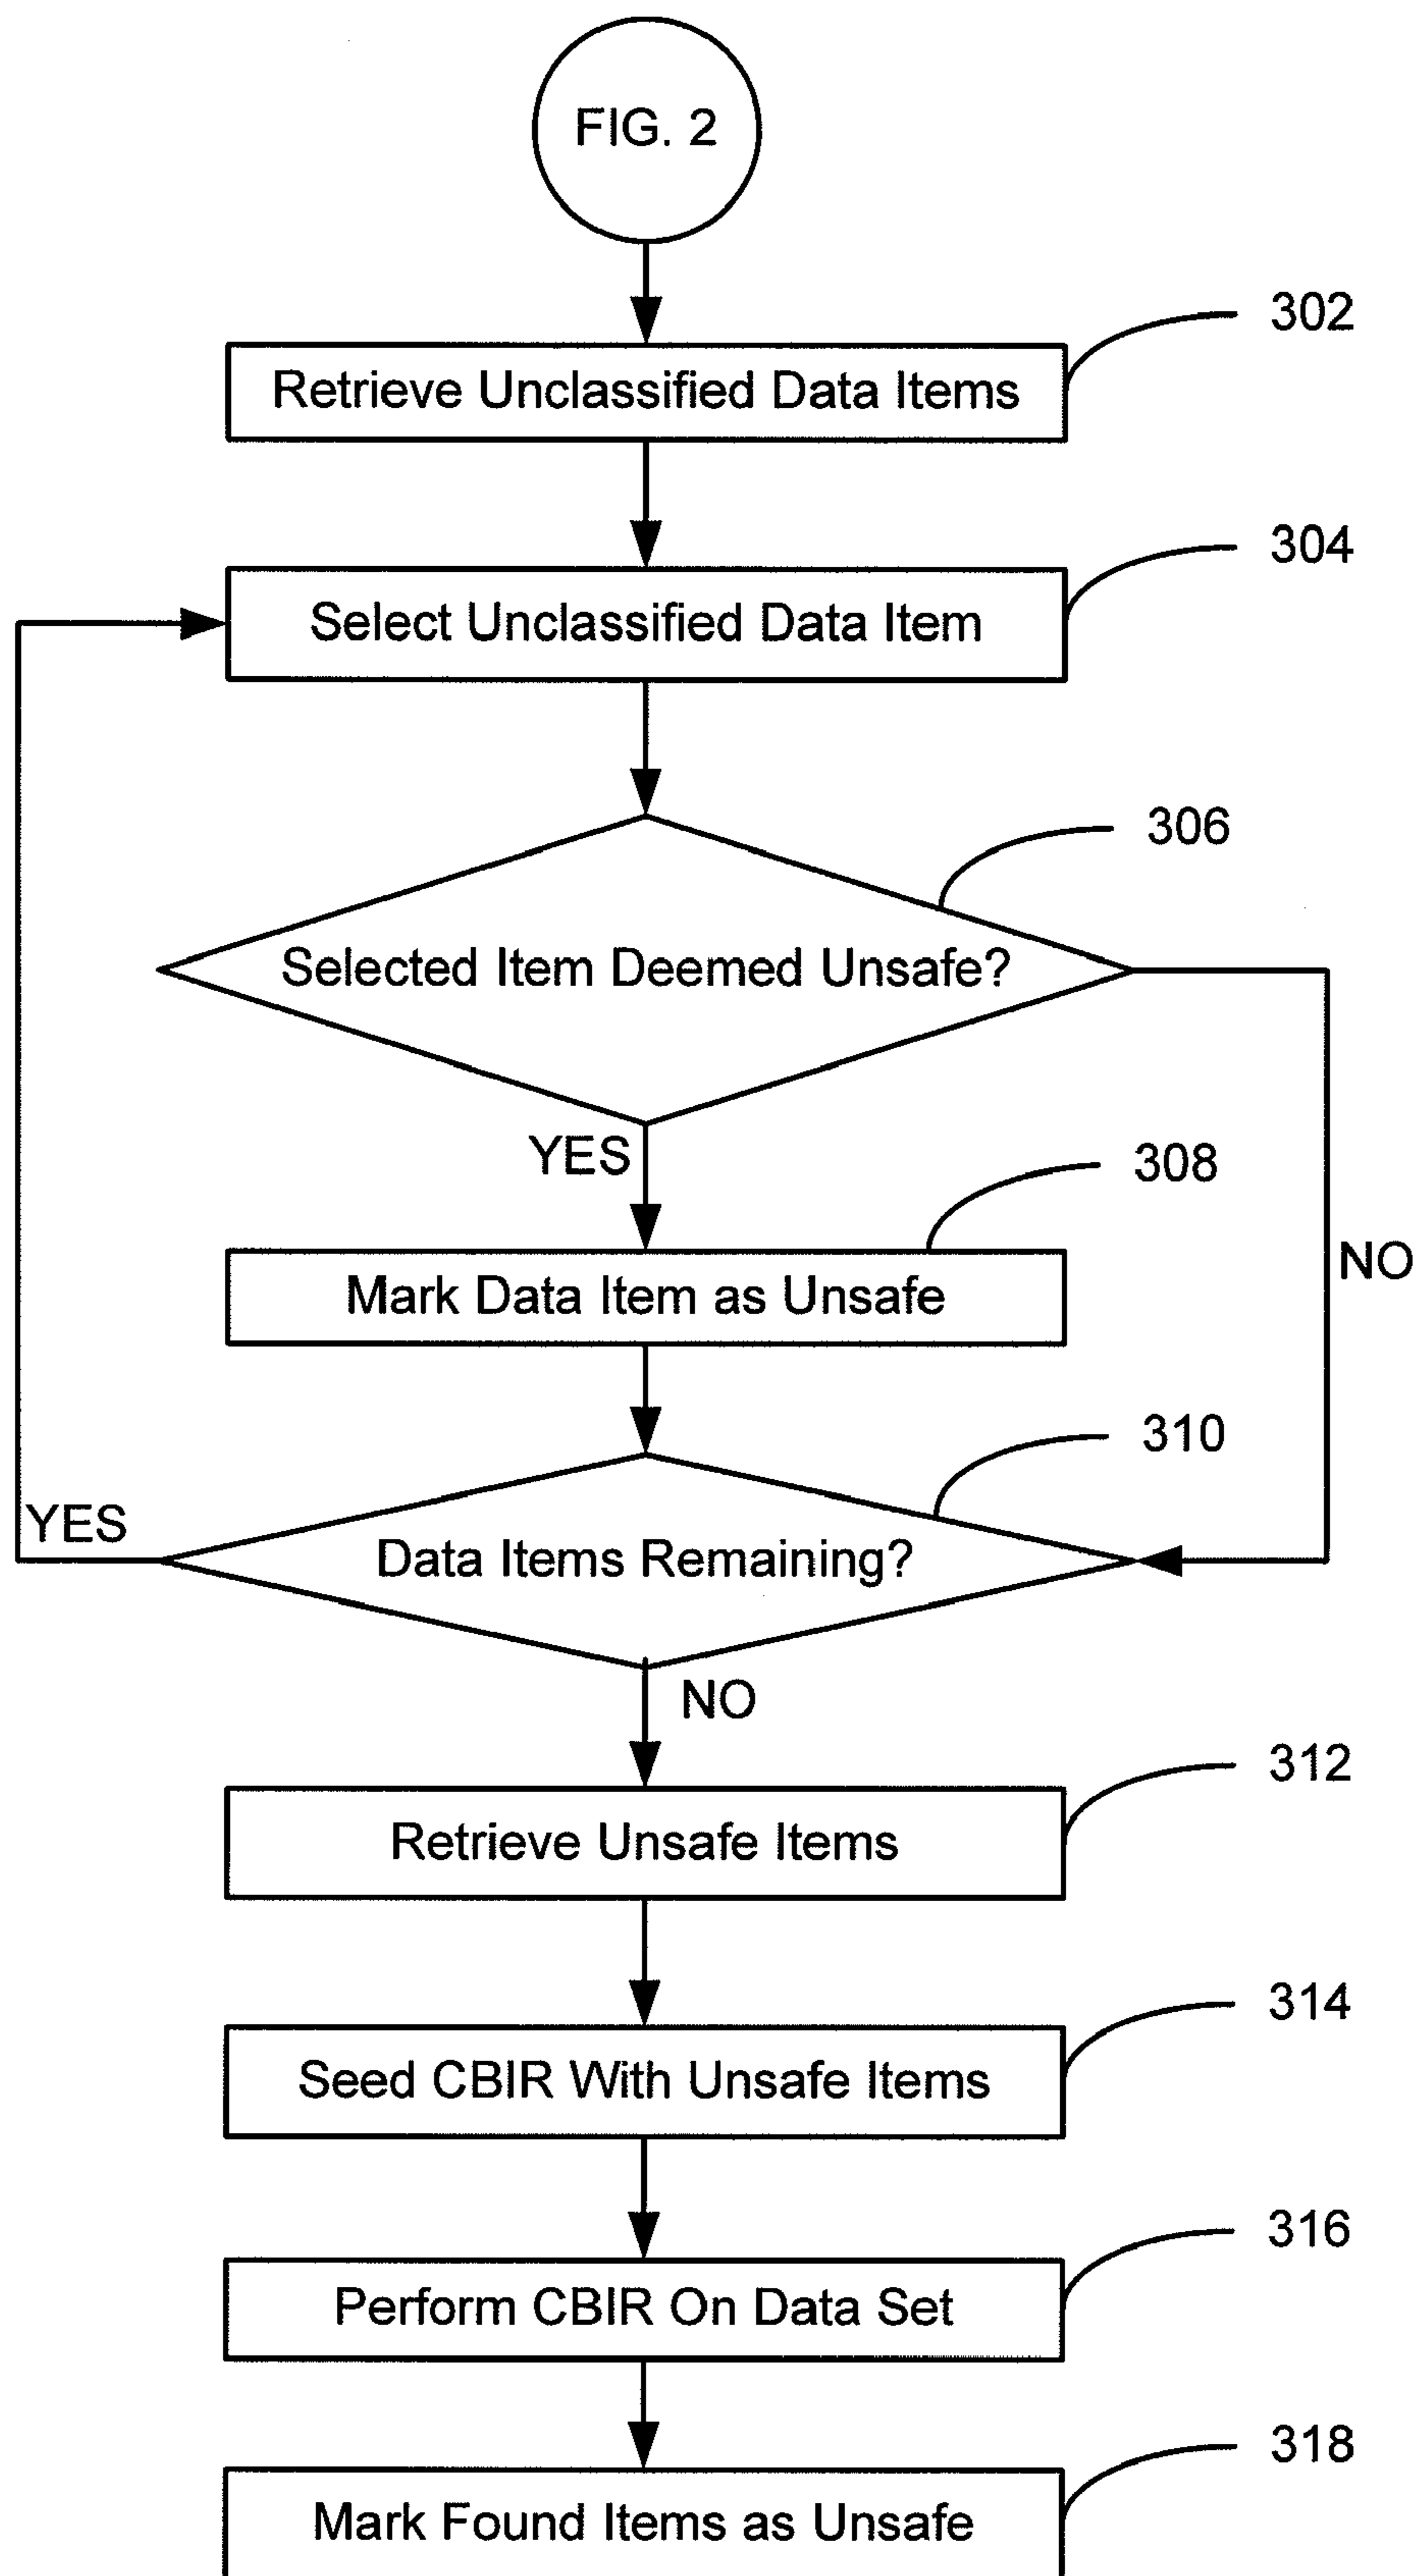 FIG. 2
302
Retrieve Unclassified Data Items
304
Select Unclassified Data Item
306
Selected Item Deemed Unsafe?
YES
308
NO
Mark Data Item as Unsafe
310
YES
Data Items Remaining?
NO
312
Retrieve Unsafe Items
314
Seed CBIR With Unsafe Items
316
Perform CBIR On Data Set
318
Mark Found Items as Unsafe